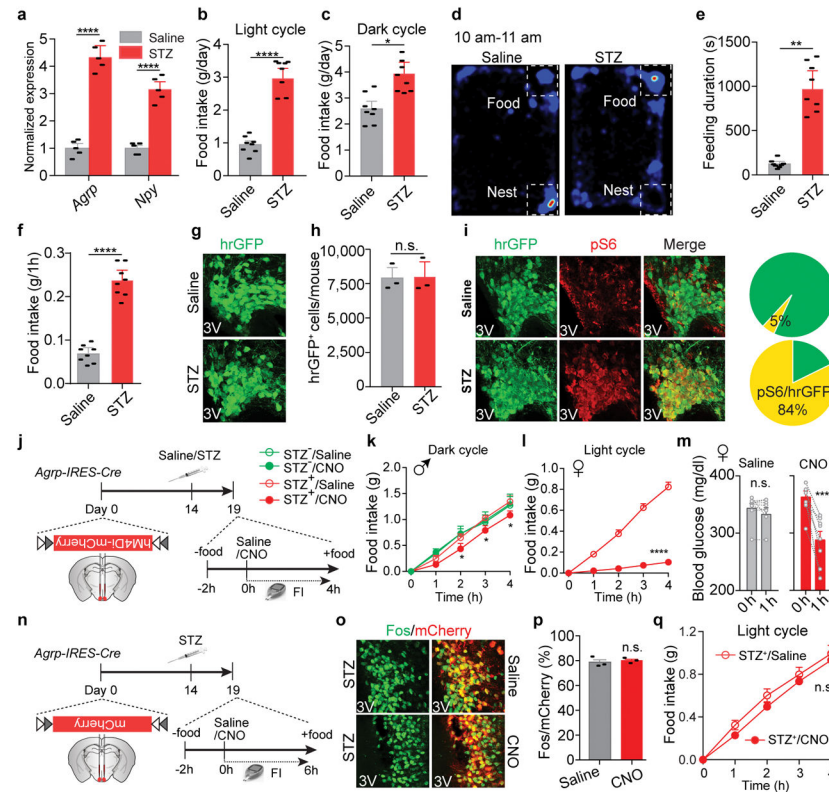 a
Normalized expression
5
4
3
2
1
0
****
****
Agrp
Npy
Saline
STZ
b
Light cycle
Food intake (g/day)
4
3
2
1
0
****
Saline
STZ
c
Dark cycle
Food intake (g/day)
6
5
4
3
2
1
0
*
Saline
STZ
d
10 am-11 am
Saline
STZ
Food
Food
Nest
Nest
e
Feeding duration (s)
1500
1000
500
0
**
Saline
STZ
f
Food intake (g/1h)
0.3
0.2
0.1
0.0
****
Saline
STZ
g
hrGFP
Saline
3V
STZ
3V
h
hrGFP+ cells/mouse
10,000
7,500
5,000
2,500
0
n.s.
Saline
STZ
i
hrGFP
pS6
Merge
Saline
3V
3V
3V
STZ
3V
3V
3V
5%
pS6/hrGFP
84%
j
Saline/STZ
Agrp-IRES-Cre
Day 0
14
19
hM4Di-mCherry
Saline
/CNO
-food
+food
-2h
0h
4h
FI
STZ-/Saline
STZ-/CNO
STZ+/Saline
STZ+/CNO
k
♂
Dark cycle
Food intake (g)
2.0
1.5
1.0
0.5
0.0
*
*
*
0 1 2 3 4
Time (h)
l
Light cycle
♀
Food intake (g)
1.0
0.8
0.6
0.4
0.2
0.0
****
0 1 2 3 4
Time (h)
m
♀
Saline
CNO
Blood glucose (mg/dl)
400
350
300
250
200
n.s.
***
0h
1h
0h
1h
n
STZ
Agrp-IRES-Cre
Day 0
14
19
mCherry
Saline
/CNO
-food
+food
-2h
0h
6h
FI
o
Fos/mCherry
STZ
3V
3V
Saline
STZ
3V
3V
CNO
p
Fos/mCherry (%)
100
80
60
40
20
0
n.s.
Saline
CNO
q
Light cycle
Food intake (g)
1.2
0.8
0.4
0.0
STZ+/Saline
n.s
STZ+/CNO
0 1 2 3 4
Time (h)